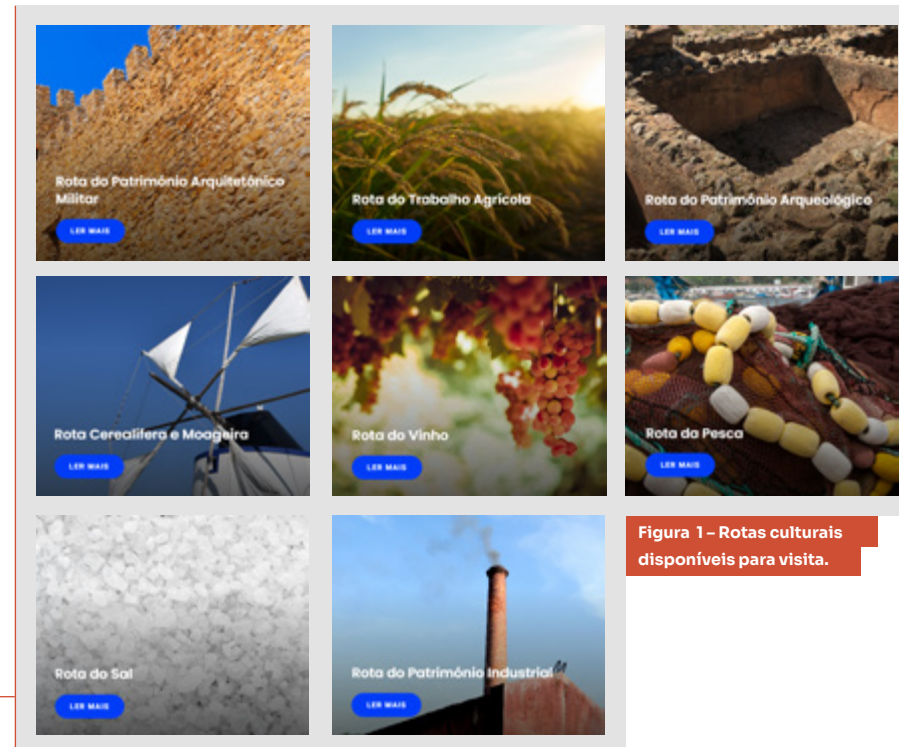 Rota do Património Arquitetónico
Militar
LER MAIS
Rota do Trabalho Agrícola
LER MAIS
Rota do Património Arqueológico
LER MAIS
Rota Cerealífera e Moageira
LER MAIS
Rota do Vinho
LER MAIS
Rota da Pesca
LER MAIS
Rota do Sal
LER MAIS
Rota do Património Industrial
LER MAIS
Figura 1 – Rotas culturais
disponíveis para visita.